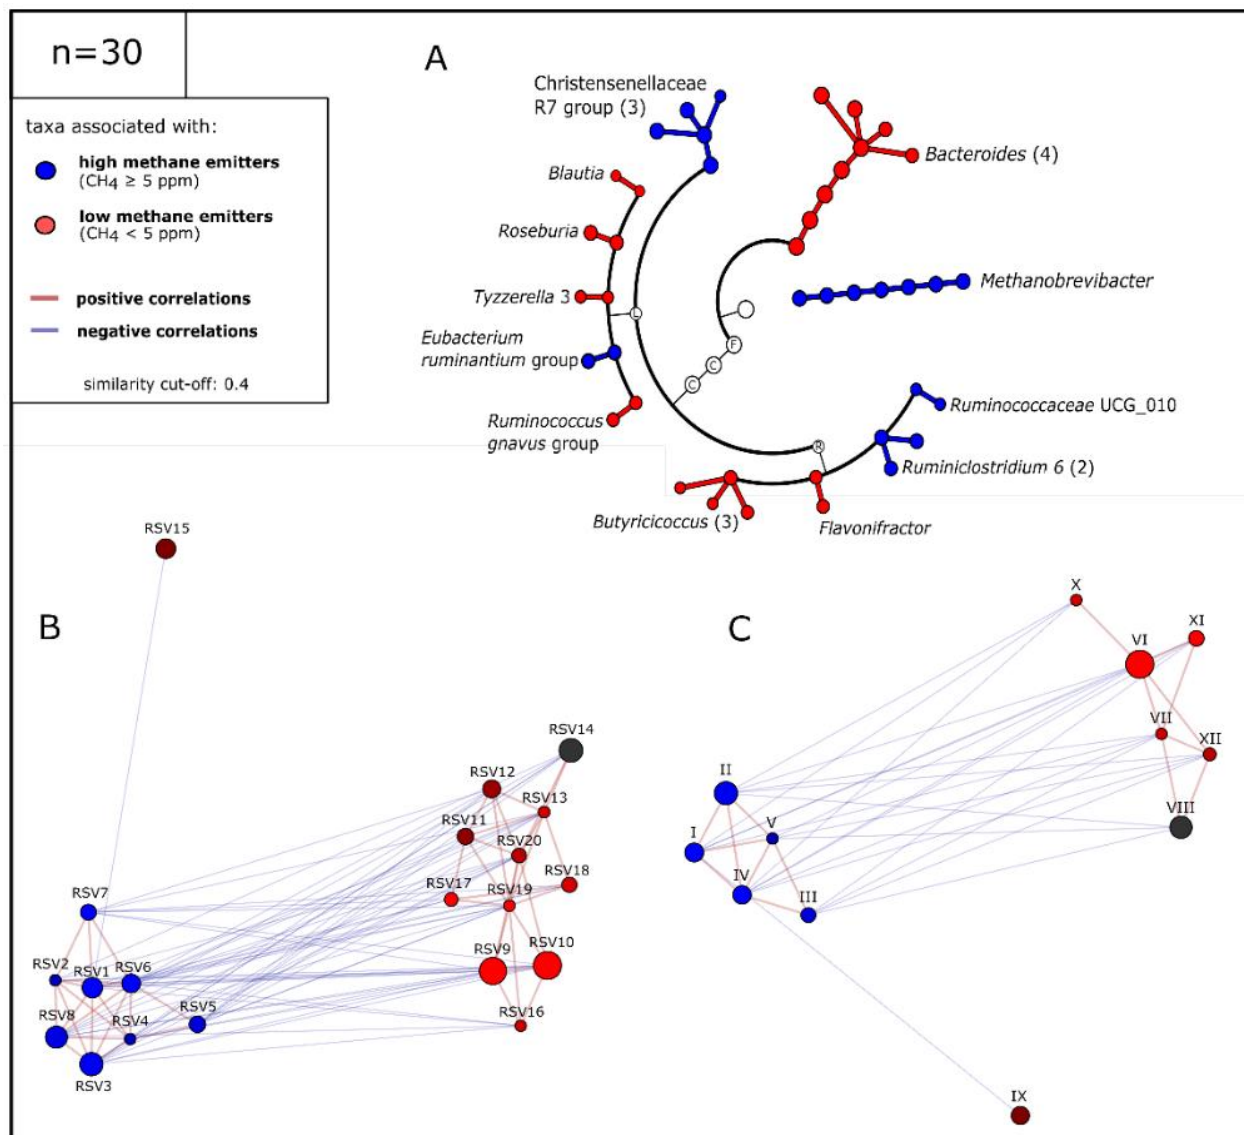 n=30
taxa associated with:
high methane emitters
(CH₄ ≥ 5 ppm)
low methane emitters
(CH₄ < 5 ppm)
positive correlations
negative correlations
similarity cut-off: 0.4
A
Christensenellaceae
R7 group (3)
Blautia
Roseburia
Tyzzerella 3
Eubacterium
ruminantium group
Ruminococcus
gnavus group
Bacteroides (4)
Methanobrevibacter
Ruminococcaceae UCG_010
Ruminiclostridium 6 (2)
Flavonifractor
Butyricicoccus (3)
L
F
C
C
R
B
RSV15
RSV14
RSV12
RSV13
RSV11
RSV20
RSV17
RSV19
RSV18
RSV9
RSV10
RSV16
RSV7
RSV2
RSV1
RSV6
RSV8
RSV4
RSV5
RSV3
C
X
XI
VI
VII
XII
VIII
II
I
V
IV
III
IX